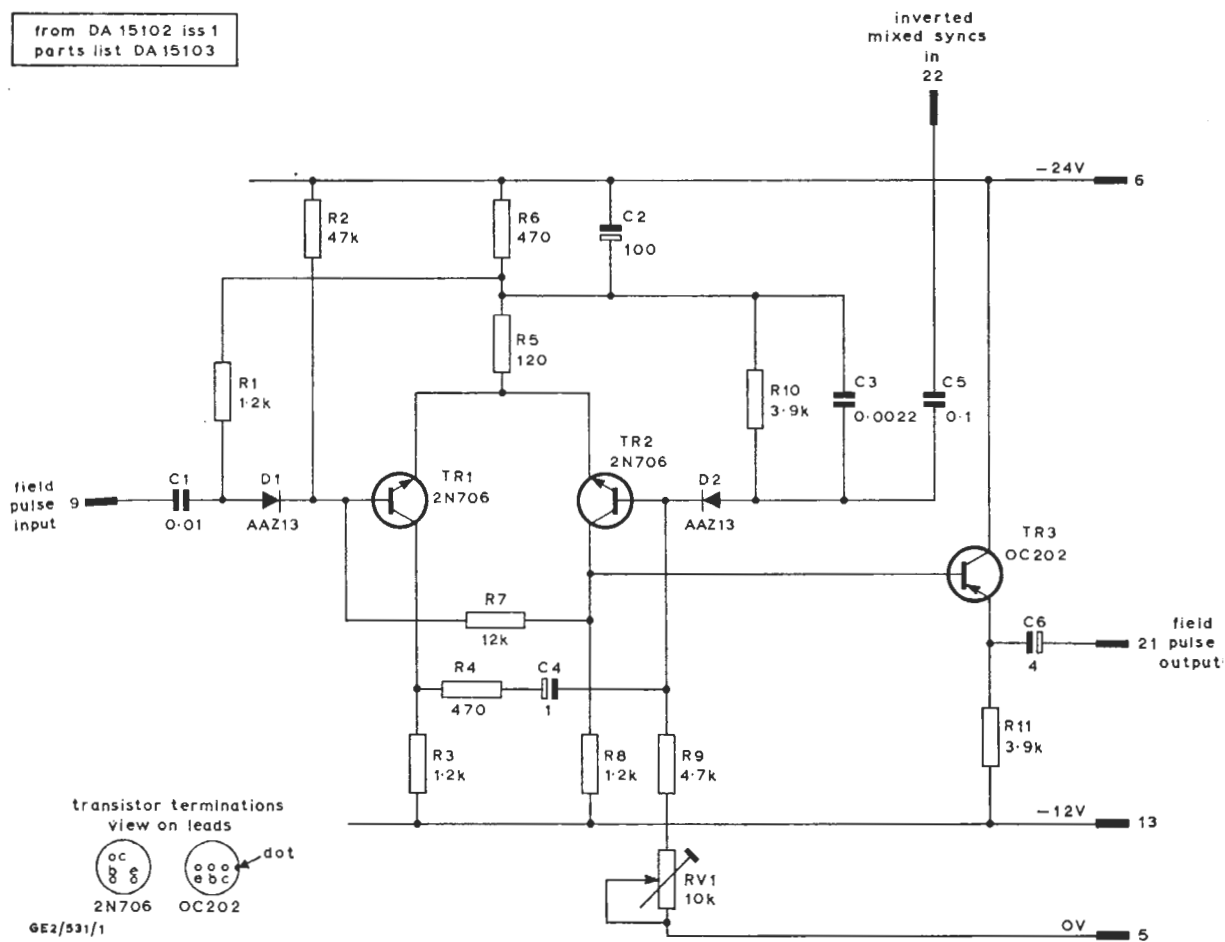 from DA 15102 iss 1
parts list DA 15103
inverted
mixed syncs
in
22
−24V
6
R2
47k
R6
470
C2
100
R5
120
R1
1·2k
R10
3·9k
C3
0·0022
C5
0·1
TR2
2N706
TR1
2N706
field
pulse
input
9
C1
0·01
D1
AAZ13
D2
AAZ13
TR3
OC202
R7
12k
C6
4
21
field
pulse
output
R4
470
C4
1
R3
1·2k
R8
1·2k
R9
4·7k
R11
3·9k
−12V
13
transistor terminations
view on leads
dot
c
b e
e b c
2N706
OC202
RV1
10k
0V
5
GE2/531/1